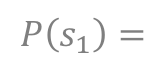 P(s₁) =